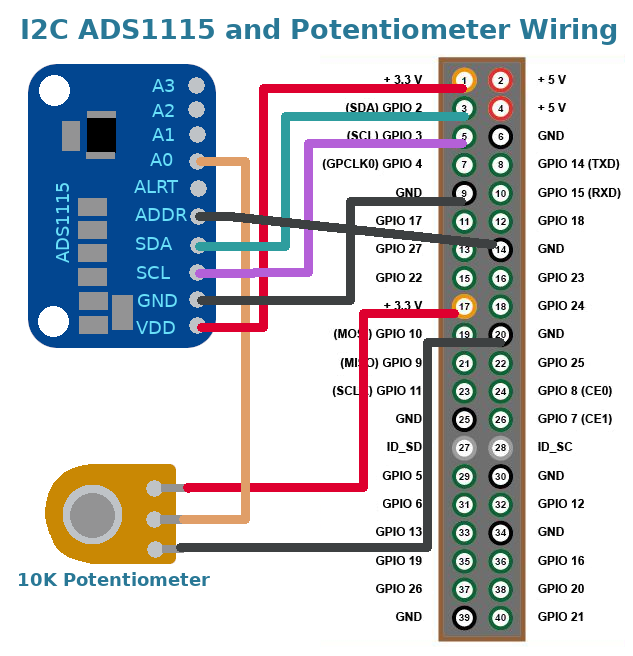 I2C ADS1115 and Potentiometer Wiring
A3
A2
A1
A0
ALRT
ADDR
SDA
SCL
GND
VDD
ADS1115
10K Potentiometer
+ 3.3 V 1 2 + 5 V
(SDA) GPIO 2 3 4 + 5 V
(SCL) GPIO 3 5 6 GND
(GPCLK0) GPIO 4 7 8 GPIO 14 (TXD)
GND 9 10 GPIO 15 (RXD)
GPIO 17 11 12 GPIO 18
GPIO 27 13 14 GND
GPIO 22 15 16 GPIO 23
+ 3.3 V 17 18 GPIO 24
(MOSI) GPIO 10 19 20 GND
(MISO) GPIO 9 21 22 GPIO 25
(SCLK) GPIO 11 23 24 GPIO 8 (CE0)
GND 25 26 GPIO 7 (CE1)
ID_SD 27 28 ID_SC
GPIO 5 29 30 GND
GPIO 6 31 32 GPIO 12
GPIO 13 33 34 GND
GPIO 19 35 36 GPIO 16
GPIO 26 37 38 GPIO 20
GND 39 40 GPIO 21